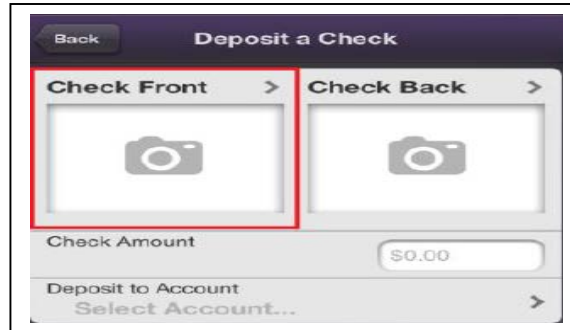 Back Deposit a Check
Check Front > Check Back >
Check Amount $0.00
Deposit to Account
Select Account... >